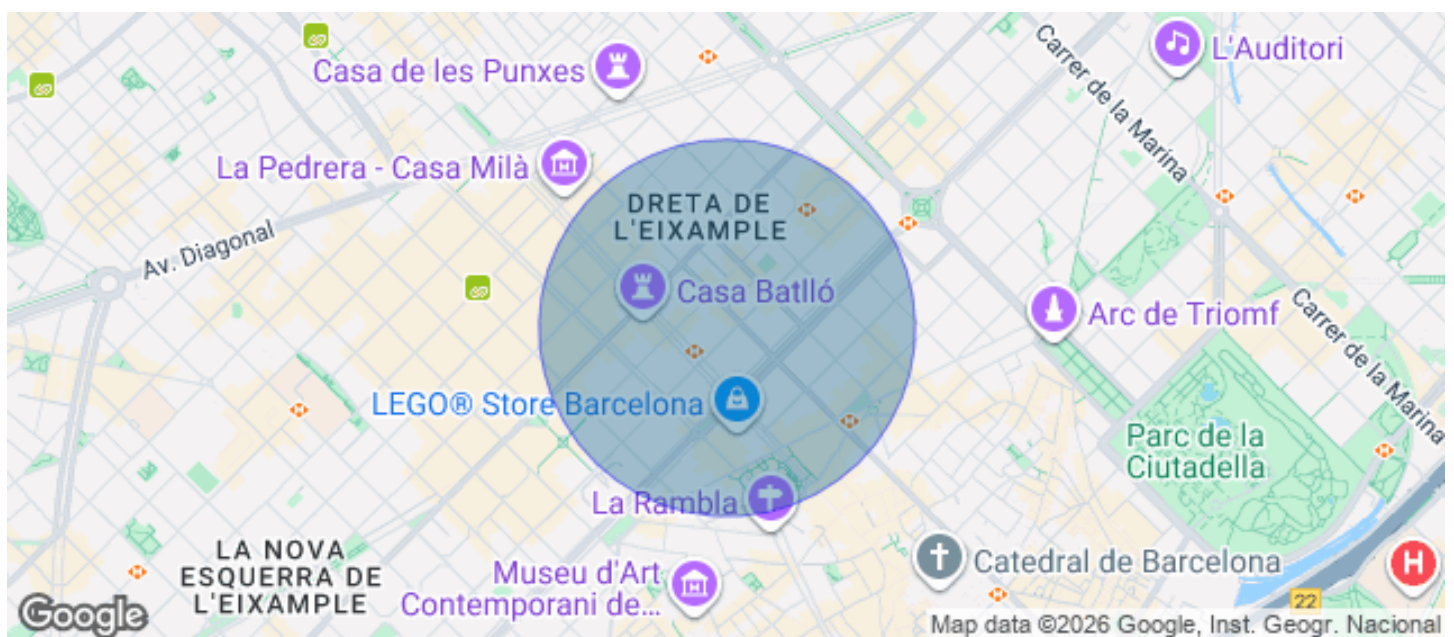 L'Auditori
Casa de les Punxes
Carrer de la Marina
La Pedrera - Casa Milà
DRETA DE
L'EIXAMPLE
Av. Diagonal
Casa Batlló
Arc de Triomf
Carrer de la Marina
LEGO® Store Barcelona
Parc de la
Ciutadella
La Rambla
LA NOVA
ESQUERRA DE
L'EIXAMPLE
Museu d'Art
Contemporani de...
Catedral de Barcelona
H
22
Google
Map data ©2026 Google, Inst. Geogr. Nacional